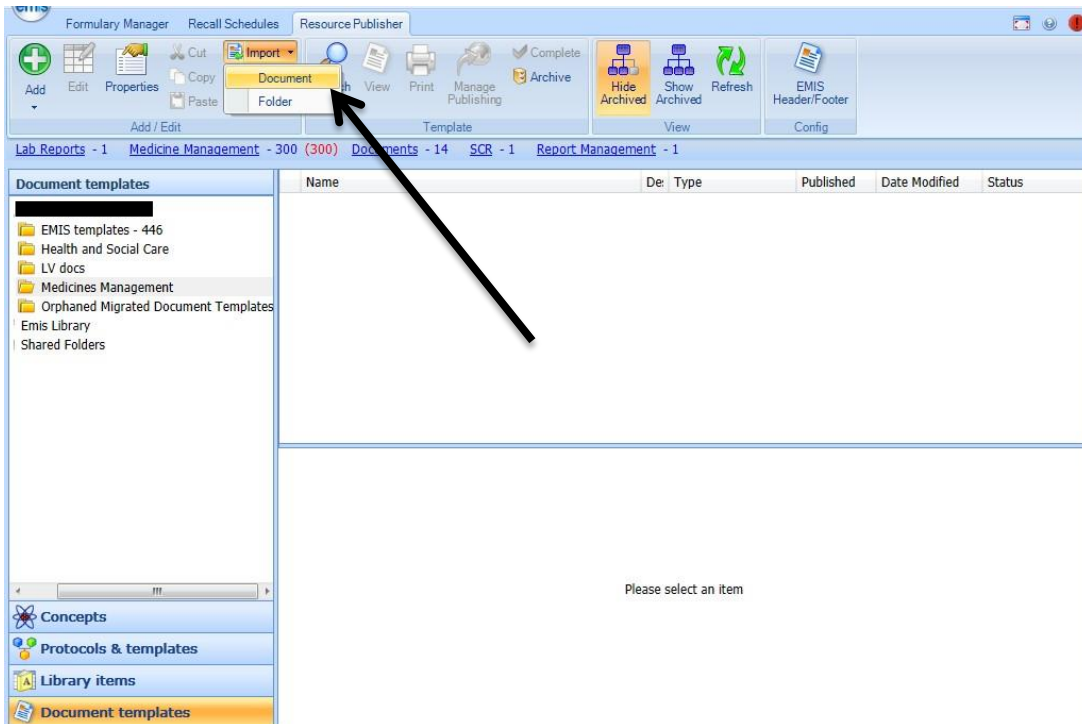 emis
Formulary Manager Recall Schedules Resource Publisher
Add Edit Properties Cut Copy Paste Import
Document
Folder
View Print Manage Publishing Complete Archive
Hide Archived Show Archived Refresh EMIS Header/Footer
Add / Edit Template View Config
Lab Reports - 1 Medicine Management - 300 (300) Documents - 14 SCR - 1 Report Management - 1
Document templates Name De: Type Published Date Modified Status
EMIS templates - 446
Health and Social Care
LV docs
Medicines Management
Orphaned Migrated Document Templates
Emis Library
Shared Folders
Please select an item
Concepts
Protocols & templates
Library items
Document templates